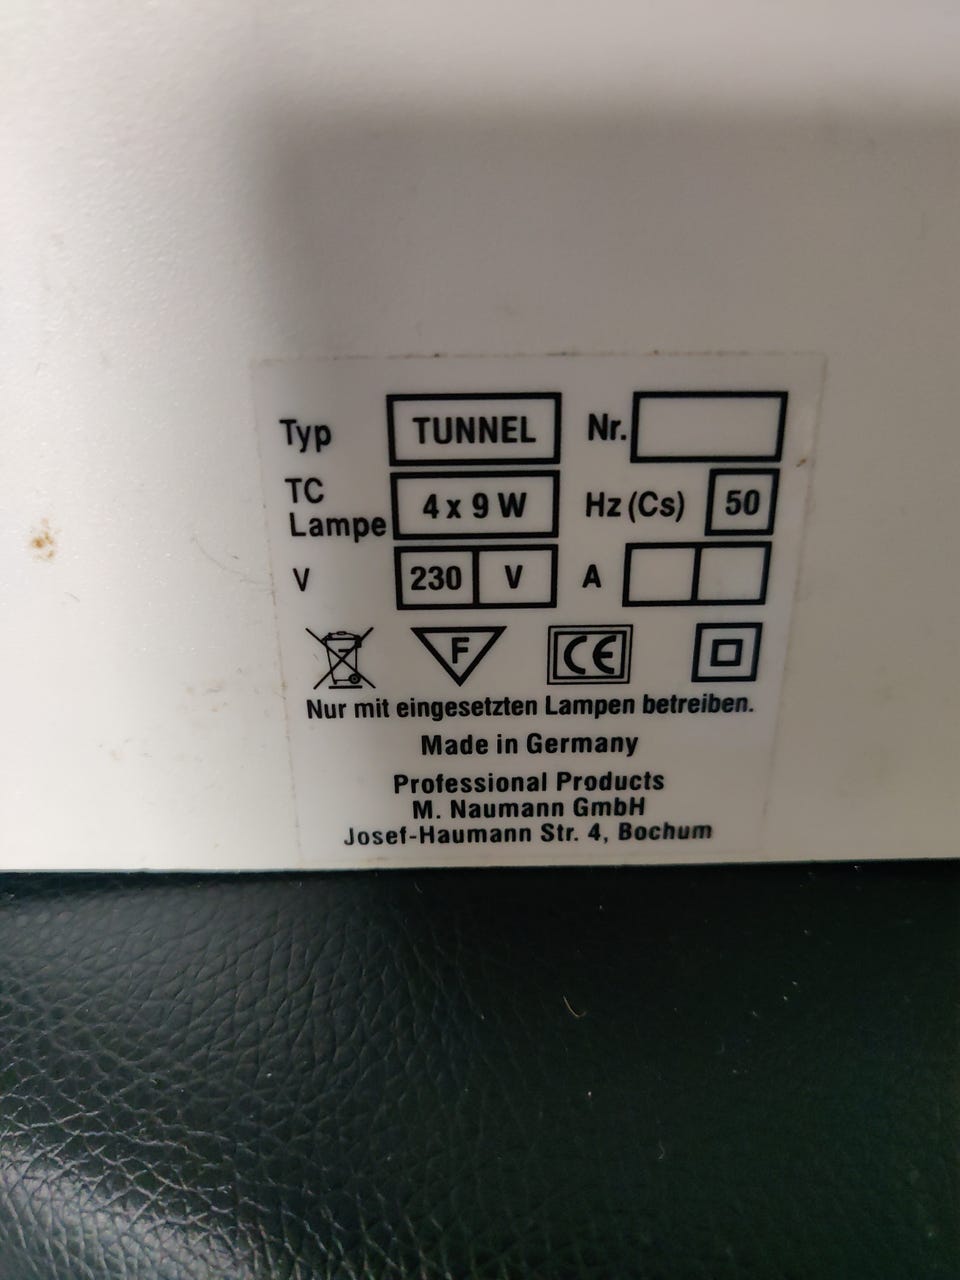 Typ TUNNEL Nr.
TC Lampe 4 x 9 W Hz (Cs) 50
V 230 V A
F CE
Nur mit eingesetzten Lampen betreiben.
Made in Germany
Professional Products
M. Naumann GmbH
Josef-Haumann Str. 4, Bochum